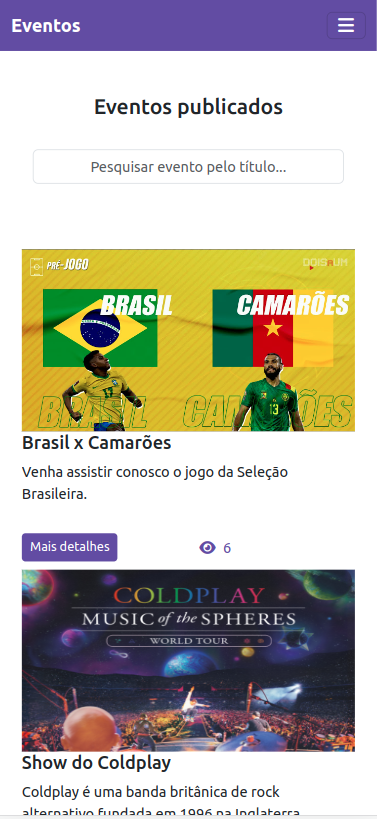 Eventos
Eventos publicados
Pesquisar evento pelo título...
PRÉ-JOGO
DOIS A UM
BRASIL
CAMARÕES
BRASIL
CAMARÕES
17
13
Brasil x Camarões
Venha assistir conosco o jogo da Seleção
Brasileira.
Mais detalhes
6
COLDPLAY
MUSIC of the SPHERES
WORLD TOUR
Show do Coldplay
Coldplay é uma banda britânica de rock
alternativo fundada em 1996 na Inglaterra